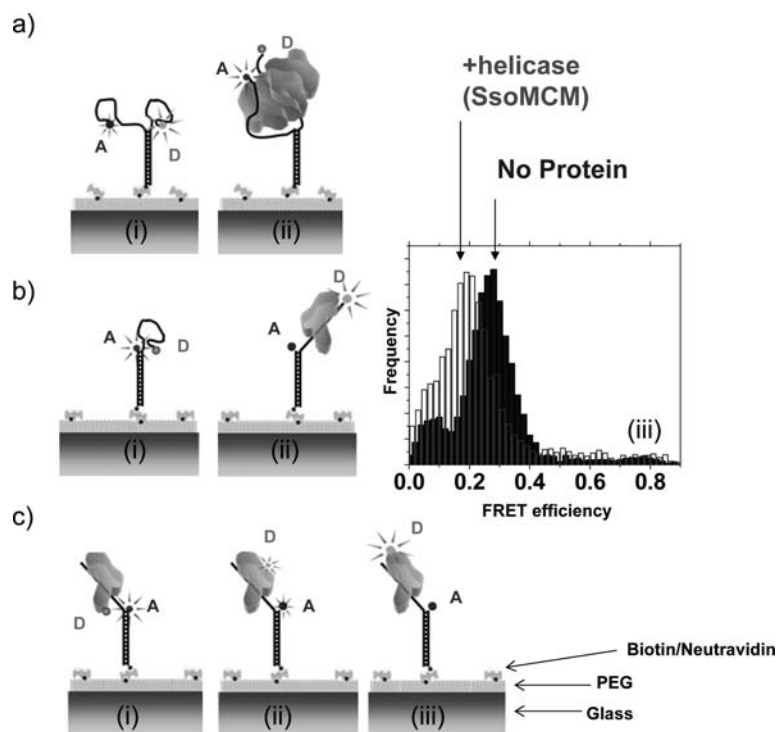 a)
D
A
+helicase
(SsoMCM)
No Protein
A
D
(i)
(ii)
b)
D
A
D
A
(i)
(ii)
Frequency
(iii)
0.0 0.2 0.4 0.6 0.8
FRET efficiency
c)
D
D
A
A
A
D
Biotin/Neutravidin
PEG
Glass
(i)
(ii)
(iii)